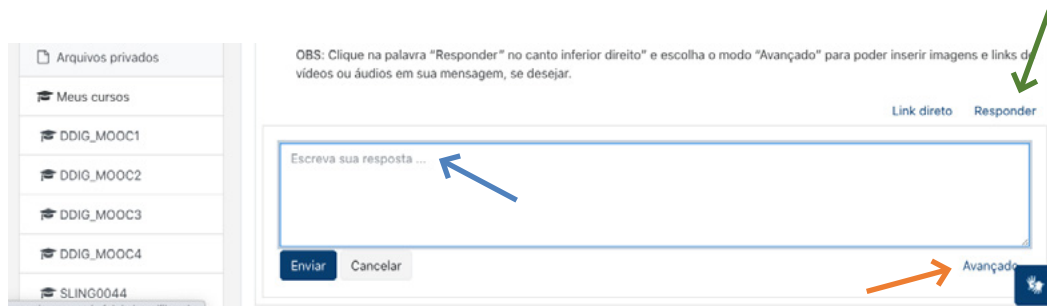 Arquivos privados
Meus cursos
DDIG_MOOC1
DDIG_MOOC2
DDIG_MOOC3
DDIG_MOOC4
SLING0044
OBS: Clique na palavra “Responder” no canto inferior direito” e escolha o modo “Avançado” para poder inserir imagens e links de
vídeos ou áudios em sua mensagem, se desejar.
Link direto Responder
Escreva sua resposta ...
Enviar Cancelar
Avançado